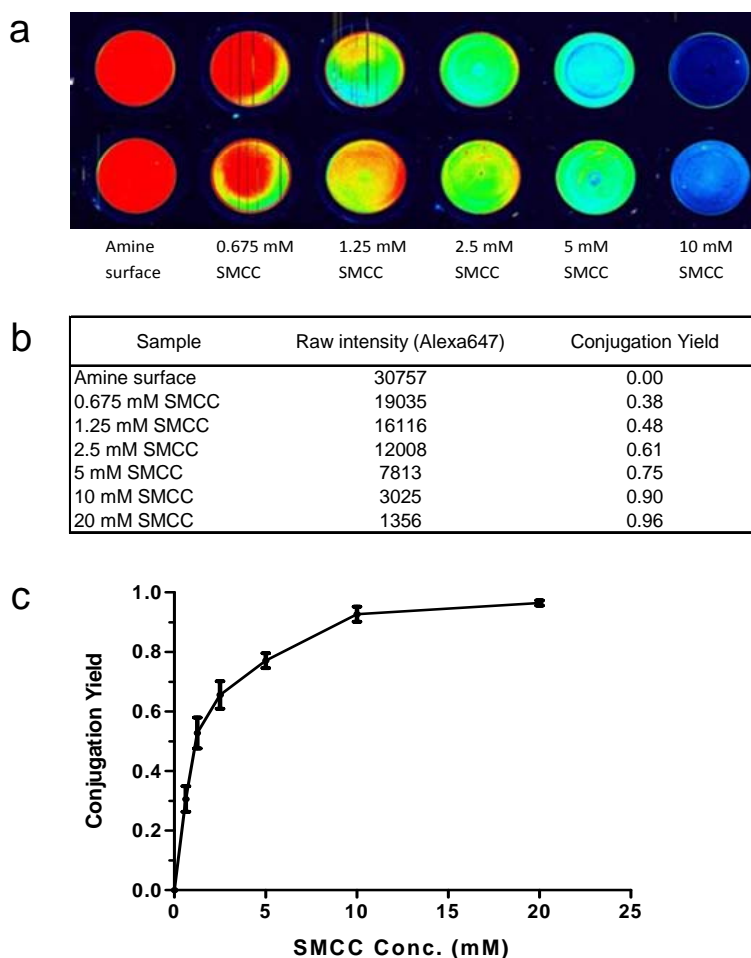 a
Amine 0.675 mM 1.25 mM 2.5 mM 5 mM 10 mM
surface SMCC SMCC SMCC SMCC SMCC
b
Sample Raw intensity (Alexa647) Conjugation Yield
Amine surface 30757 0.00
0.675 mM SMCC 19035 0.38
1.25 mM SMCC 16116 0.48
2.5 mM SMCC 12008 0.61
5 mM SMCC 7813 0.75
10 mM SMCC 3025 0.90
20 mM SMCC 1356 0.96
c
1.0
0.8
0.6
0.4
0.2
0.0
Conjugation Yield
0 5 10 15 20 25
SMCC Conc. (mM)